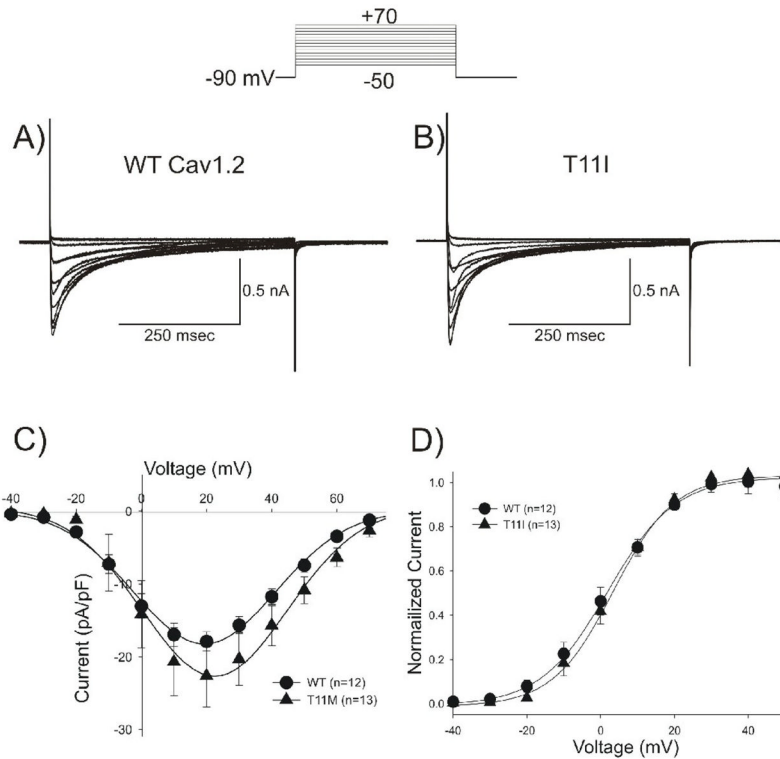 +70
-90 mV
-50
A)
WT Cav1.2
B)
T11I
0.5 nA
250 msec
0.5 nA
250 msec
C)
Voltage (mV)
-40 -20 0 20 40 60
0
-10
-20
-30
Current (pA/pF)
WT (n=12)
T11M (n=13)
D)
1.0
0.8
0.6
0.4
0.2
0.0
Normailized Current
WT (n=12)
T11I (n=13)
-40 -20 0 20 40
Voltage (mV)